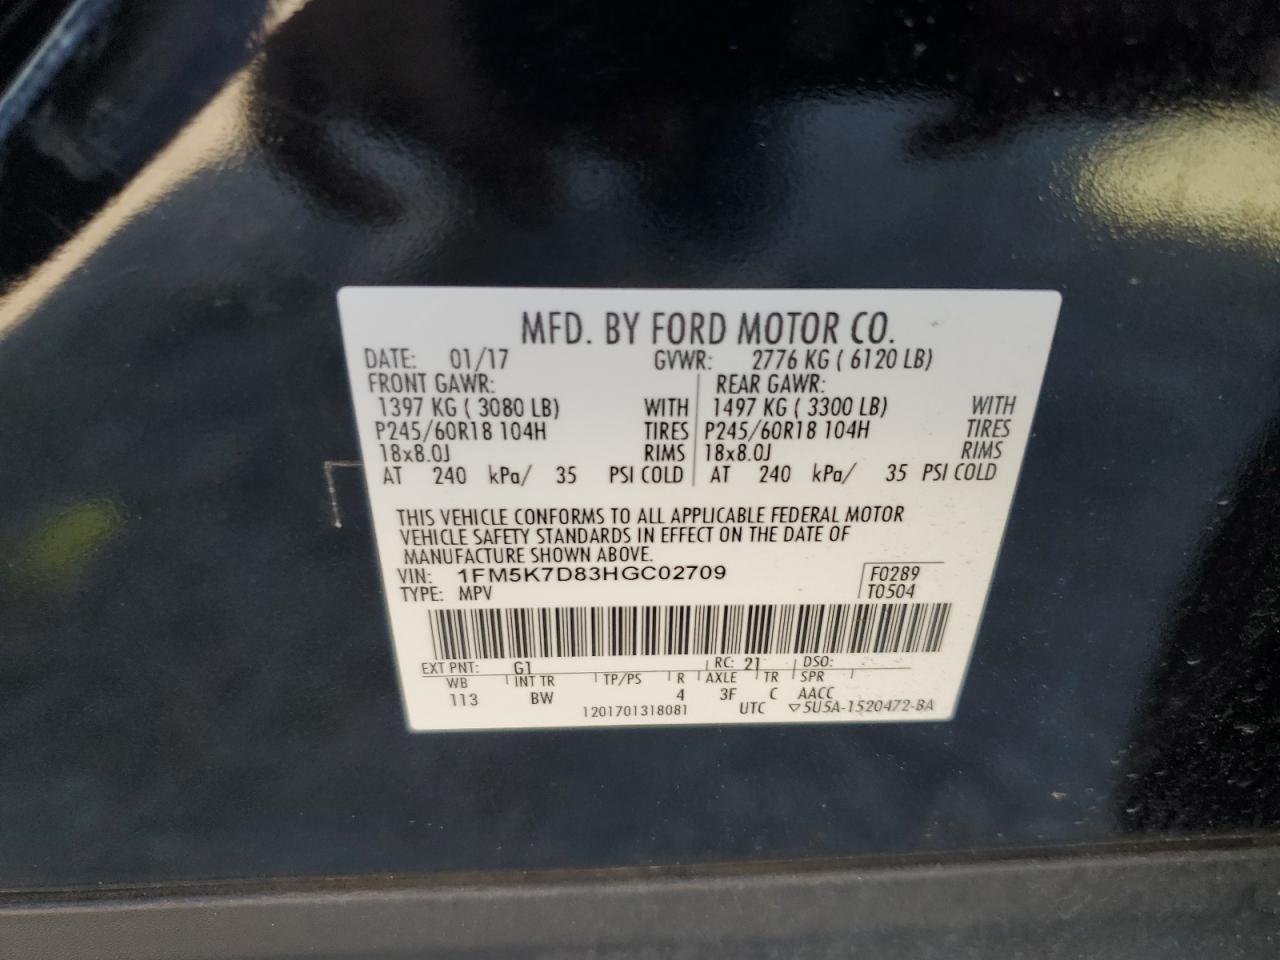 MFD. BY FORD MOTOR CO.
DATE: 01/17 GVWR: 2776 KG ( 6120 LB)
FRONT GAWR: REAR GAWR:
1397 KG ( 3080 LB) WITH 1497 KG ( 3300 LB) WITH
P245/60R18 104H TIRES P245/60R18 104H TIRES
18x8.0J RIMS 18x8.0J RIMS
AT 240 kPa/ 35 PSI COLD AT 240 kPa/ 35 PSI COLD
THIS VEHICLE CONFORMS TO ALL APPLICABLE FEDERAL MOTOR
VEHICLE SAFETY STANDARDS IN EFFECT ON THE DATE OF
MANUFACTURE SHOWN ABOVE.
VIN: 1FM5K7D83HGC02709 F0289
TYPE: MPV T0504
EXT PNT: G1 RC: 21 DSO:
WB INT TR TP/PS R AXLE TR SPR
113 BW 4 3F C AACC
1201701318081 UTC ▽5U5A-1520472-BA